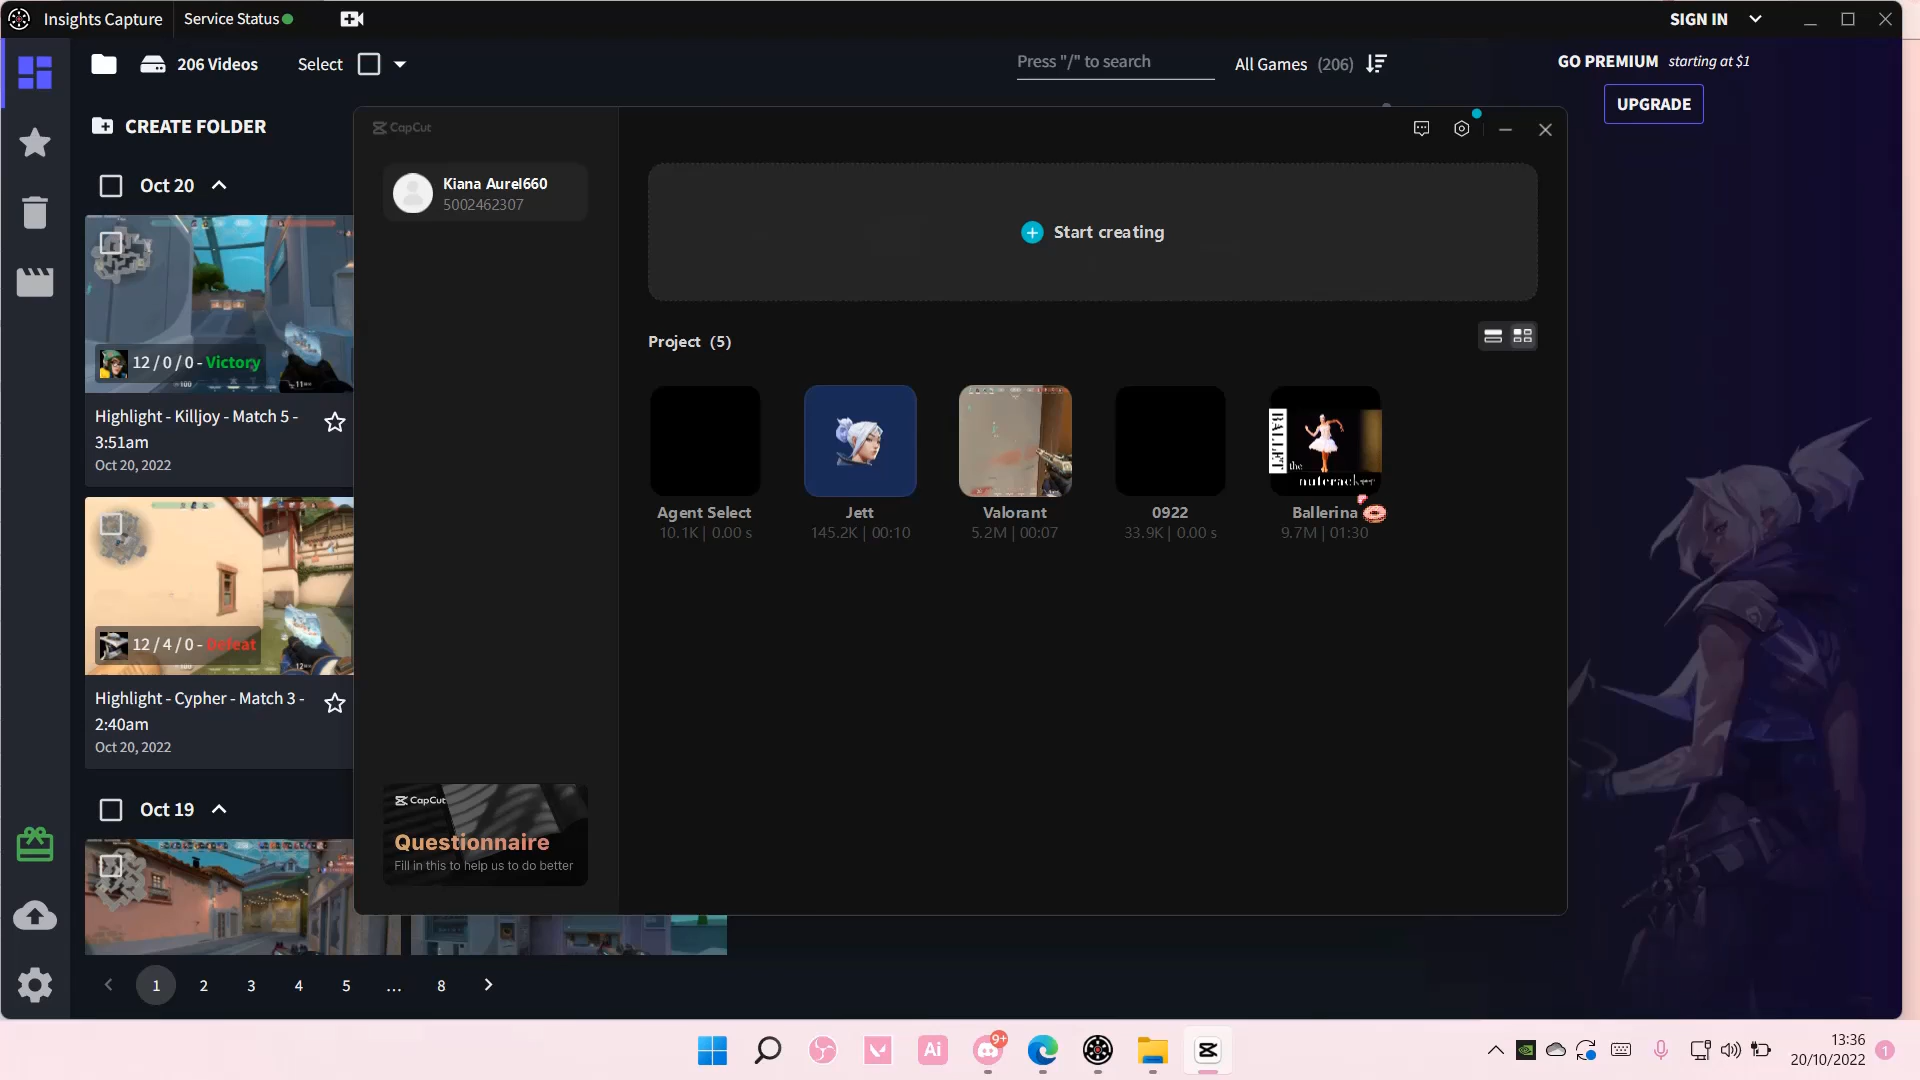 Insights Capture
Service Status
SIGN IN
206 Videos
Select
Press "/" to search
All Games (206)
GO PREMIUM starting at $1
UPGRADE
CREATE FOLDER
Oct 20
12 / 0 / 0 - Victory
Highlight - Killjoy - Match 5 -
3:51am
Oct 20, 2022
12 / 4 / 0 - Defeat
Highlight - Cypher - Match 3 -
2:40am
Oct 20, 2022
Oct 19
1 2 3 4 5 ... 8
CapCut
Kiana Aurel660
5002462307
Start creating
Project (5)
BALLET
the
nutcracker
Agent Select
10.1K | 0.00 s
Jett
145.2K | 00:10
Valorant
5.2M | 00:07
0922
33.9K | 0.00 s
Ballerina
9.7M | 01:30
CapCut
Questionnaire
Fill in this to help us to do better
Ai
9+
13:36
20/10/2022
1